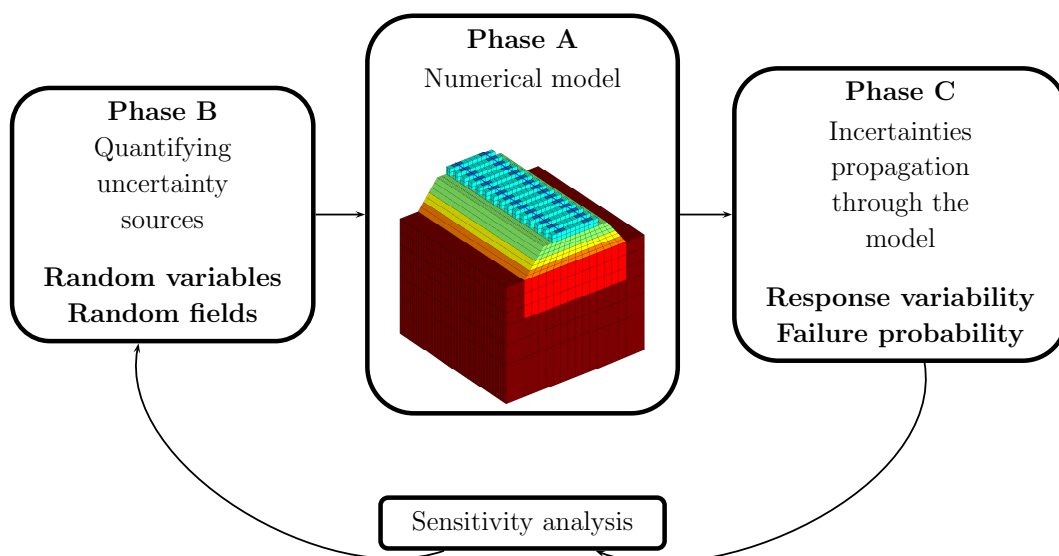 Phase B
Quantifying
uncertainty
sources
Random variables
Random fields
Phase A
Numerical model
Phase C
Incertainties
propagation
through the
model
Response variability
Failure probability
Sensitivity analysis